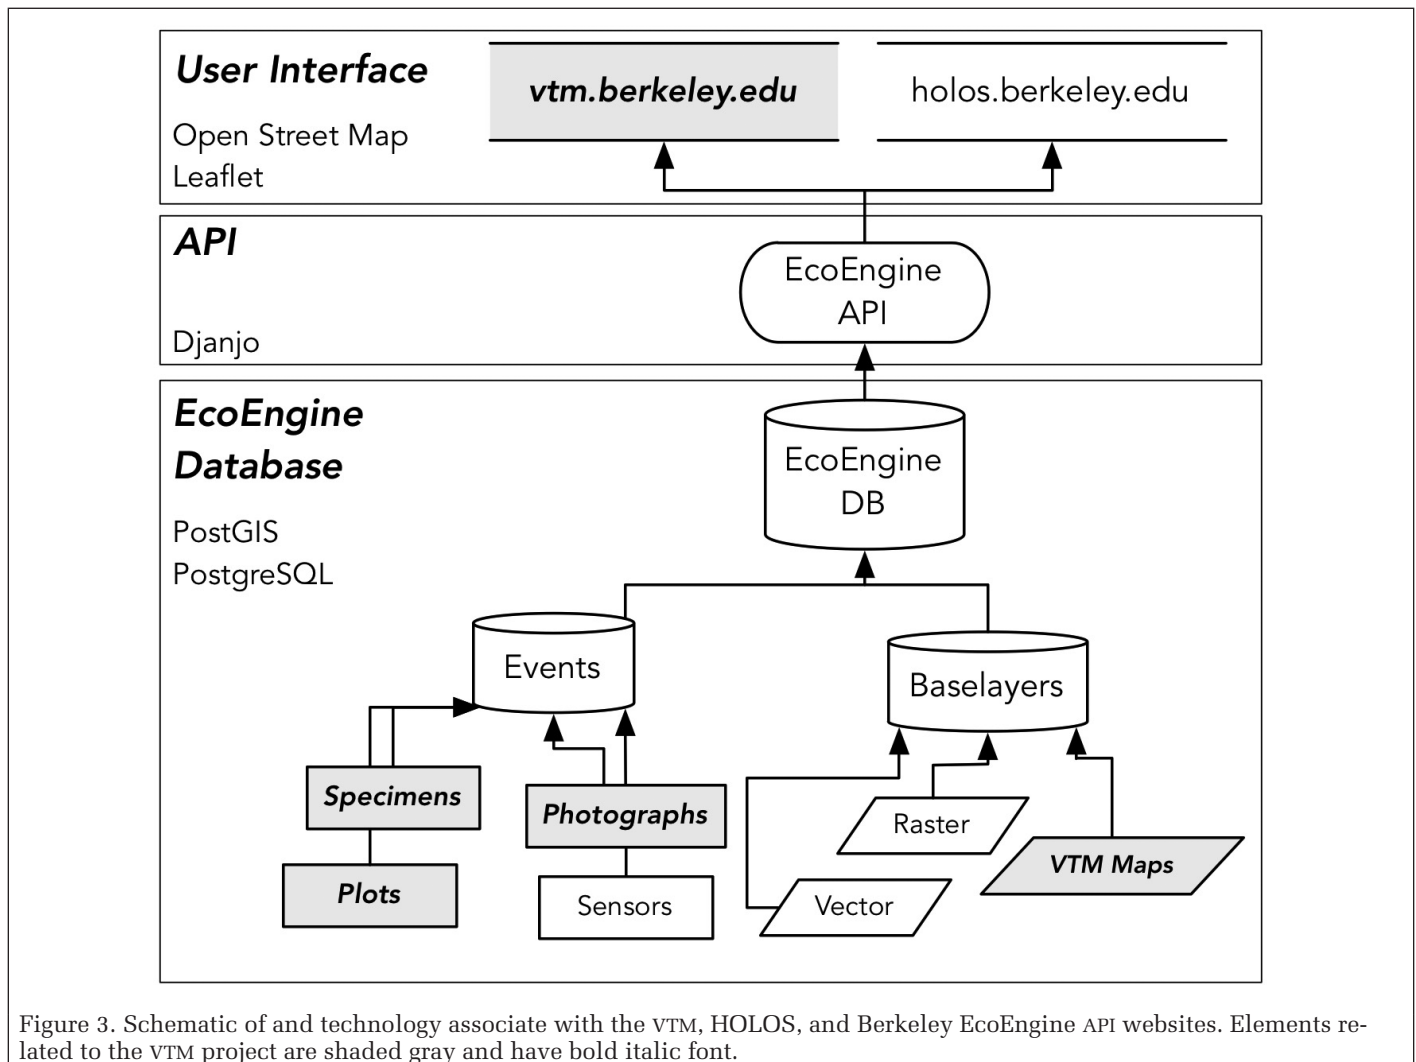 User Interface
Open Street Map
Leaflet
vtm.berkeley.edu
holos.berkeley.edu
API
Djanjo
EcoEngine
API
EcoEngine
Database
PostGIS
PostgreSQL
EcoEngine
DB
Events
Baselayers
Specimens
Photographs
Raster
VTM Maps
Plots
Sensors
Vector
Figure 3. Schematic of and technology associate with the VTM, HOLOS, and Berkeley EcoEngine API websites. Elements re-
lated to the VTM project are shaded gray and have bold italic font.